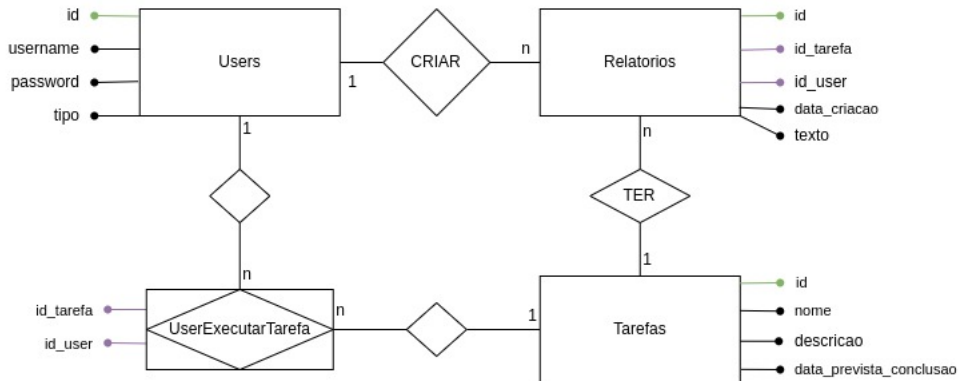 id
username
password
tipo
Users
1
CRIAR
n
Relatorios
id
id_tarefa
id_user
data_criacao
texto
1
n
TER
n
1
id_tarefa
id_user
UserExecutarTarefa
n
1
Tarefas
id
nome
descricao
data_prevista_conclusao